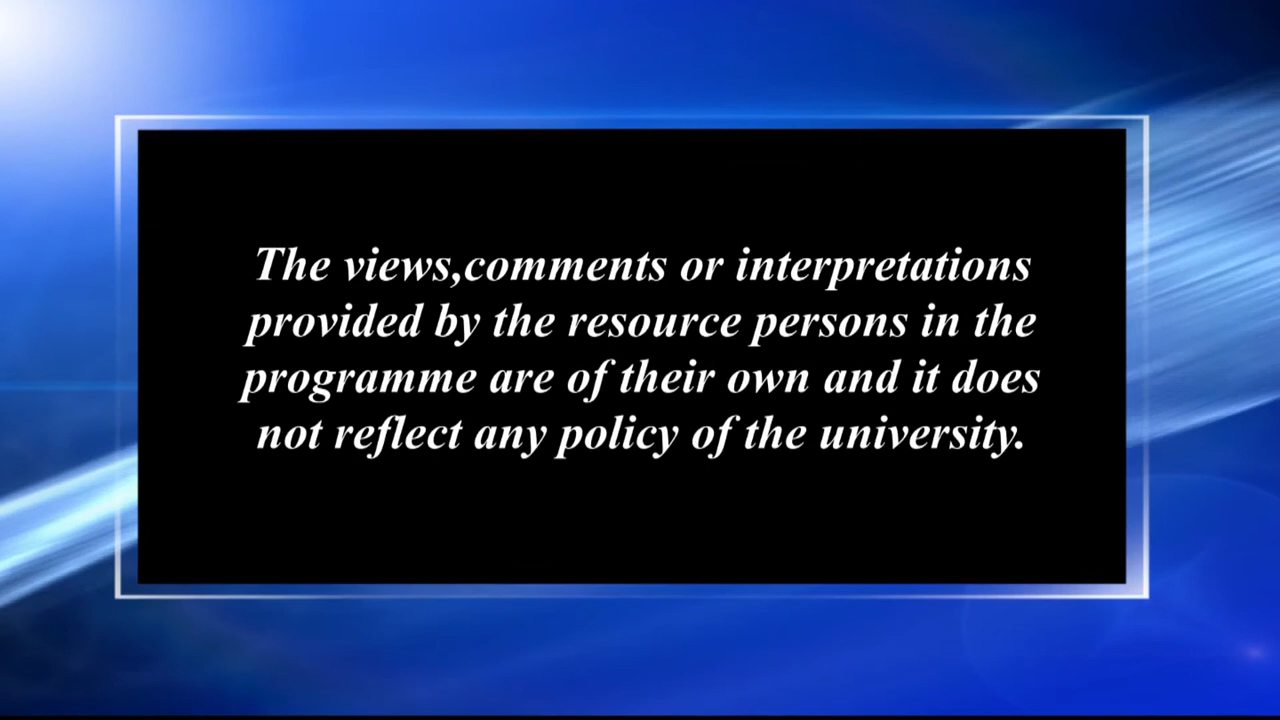 The views,comments or interpretations
provided by the resource persons in the
programme are of their own and it does
not reflect any policy of the university.